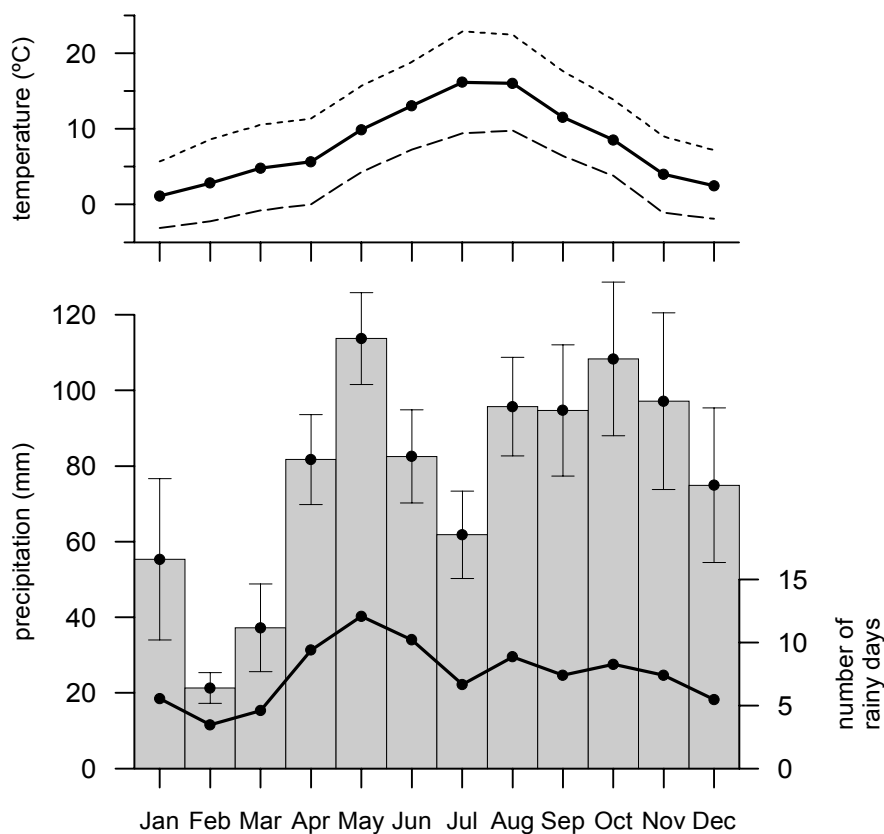 temperature (ºC)
20
10
0
precipitation (mm)
120
100
80
60
40
20
0
15
10
5
0
number of
rainy days
Jan Feb Mar Apr May Jun Jul Aug Sep Oct Nov Dec